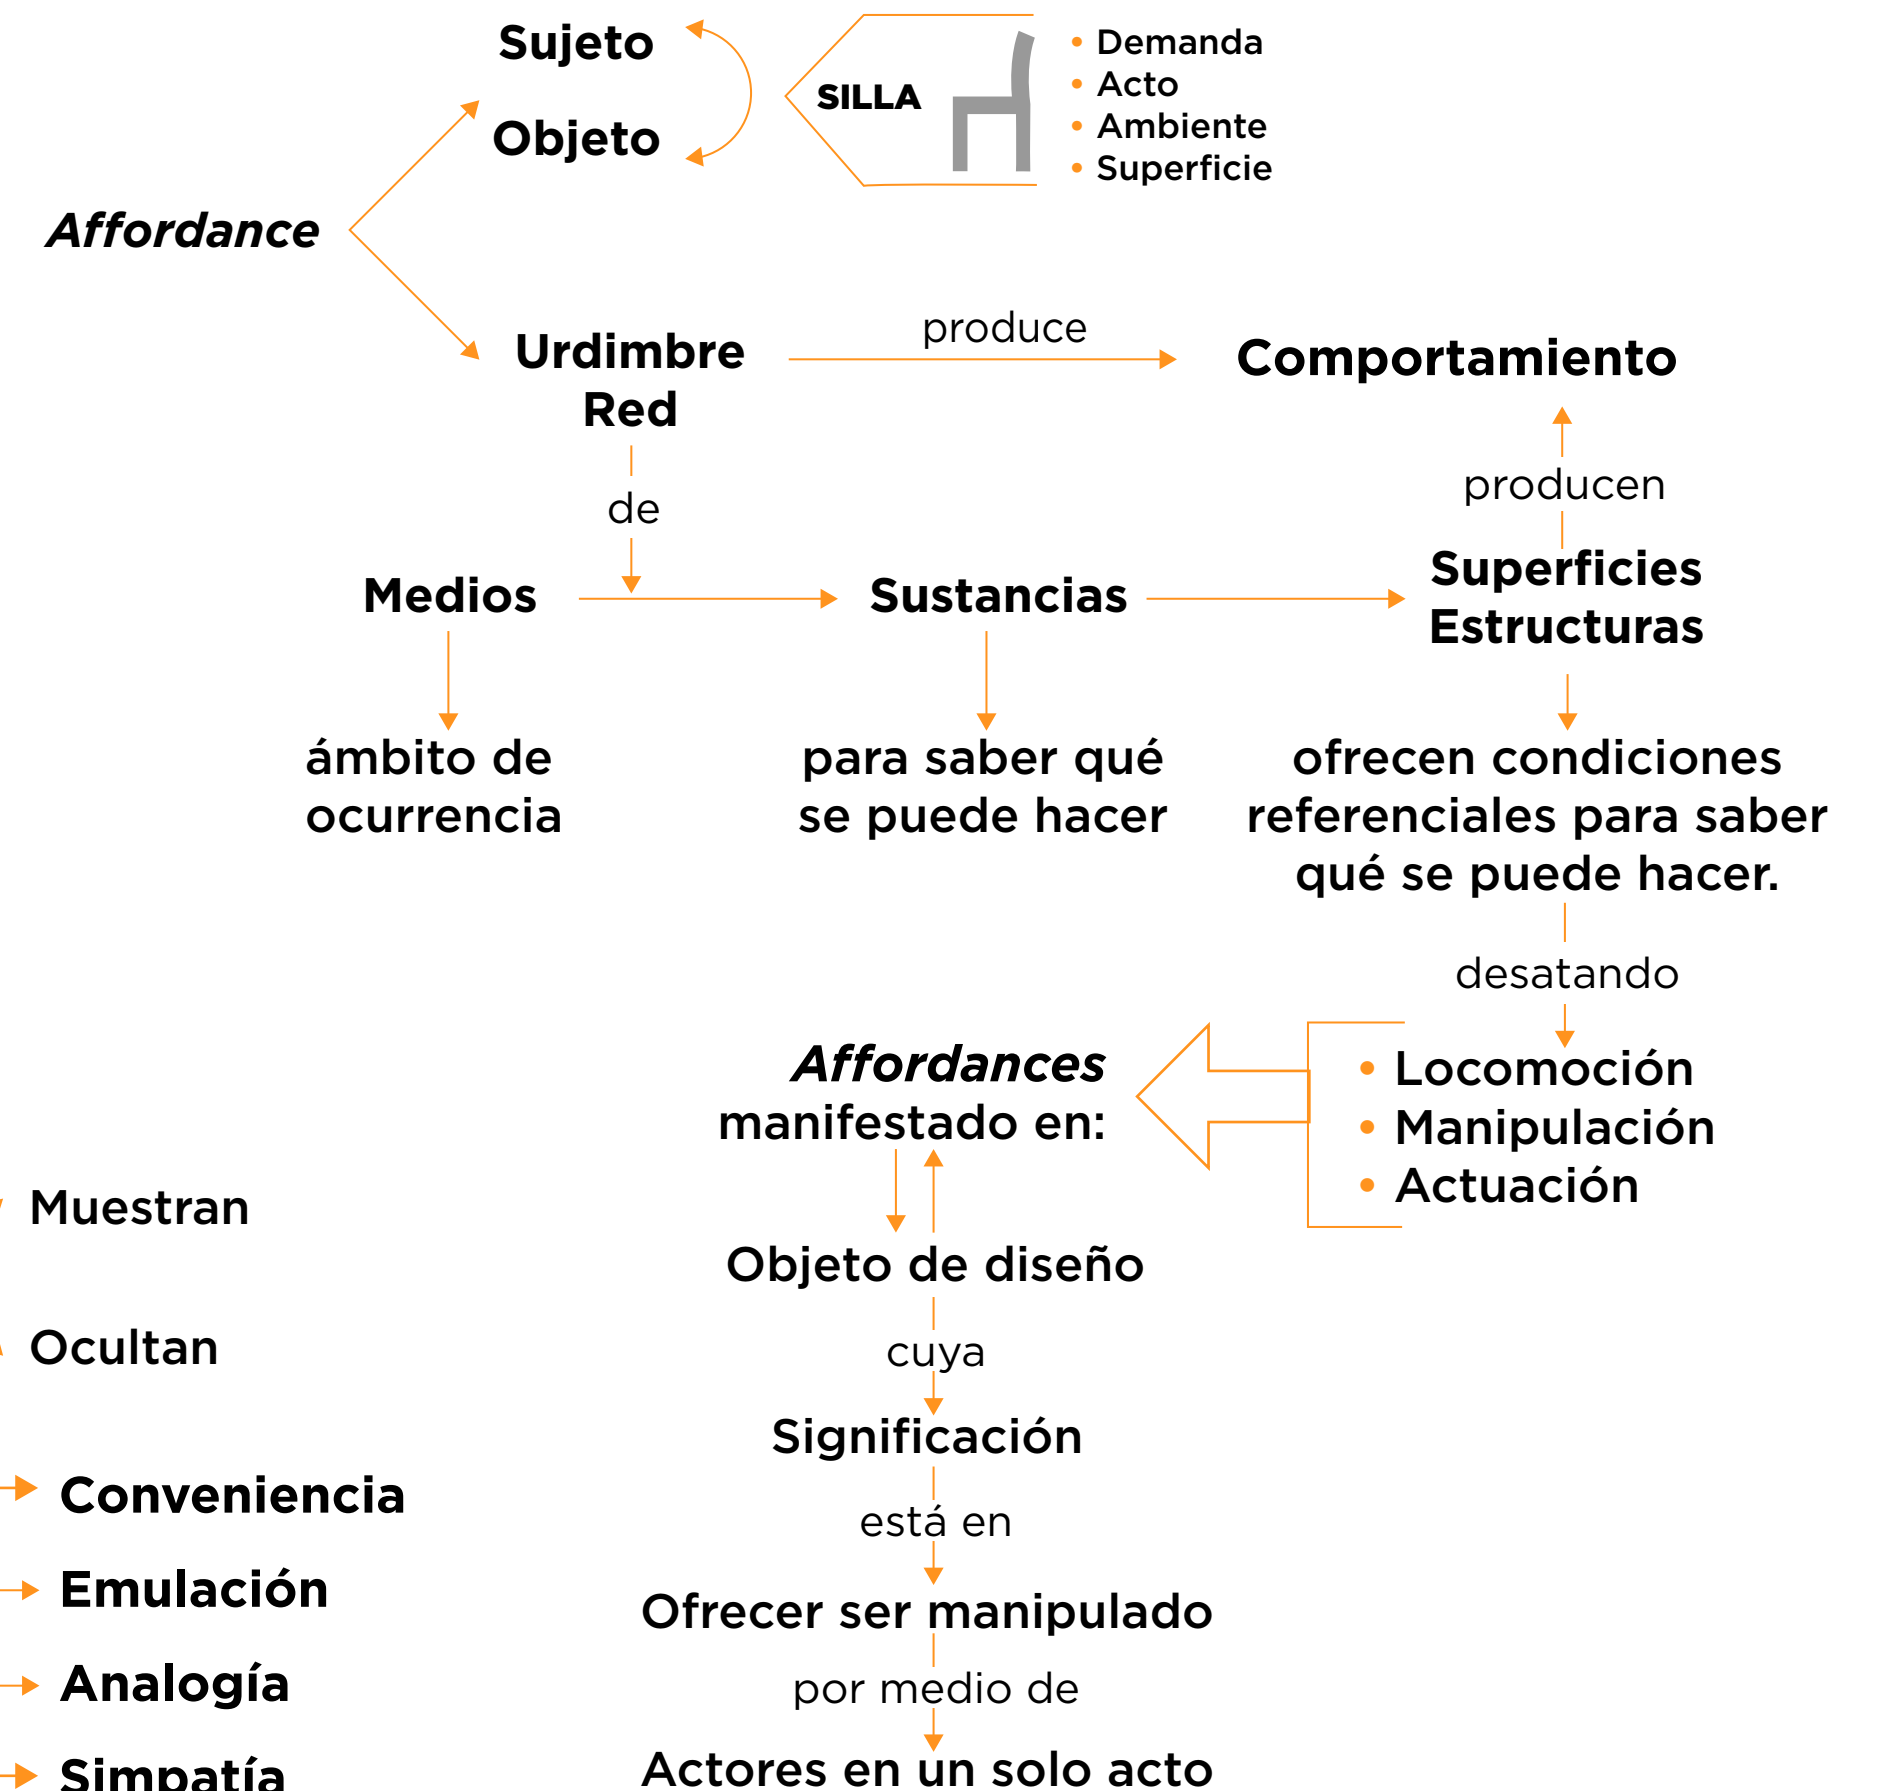 Sujeto
Objeto
SILLA
• Demanda
• Acto
• Ambiente
• Superficie
Affordance
Urdimbre
Red
produce
Comportamiento
de
producen
Medios
Sustancias
Superficies
Estructuras
ámbito de
ocurrencia
para saber qué
se puede hacer
ofrecen condiciones
referenciales para saber
qué se puede hacer.
desatando
• Locomoción
• Manipulación
• Actuación
Affordances
manifestado en:
Objeto de diseño
cuya
Significación
está en
Ofrecer ser manipulado
por medio de
Actores en un solo acto
Muestran
Ocultan
Conveniencia
Emulación
Analogía
Simpatía